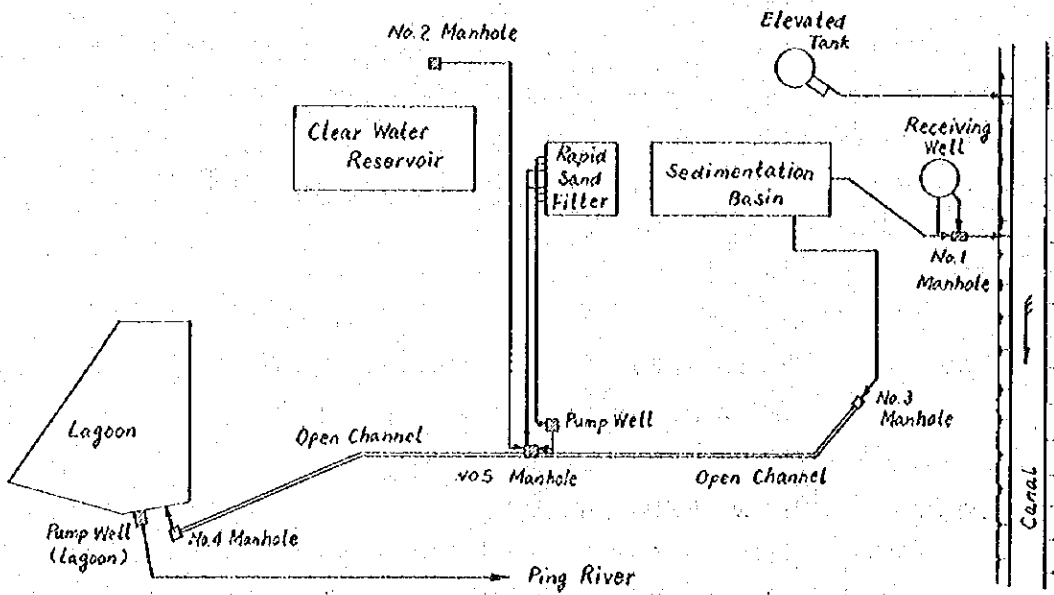 No.2 Manhole
Elevated
Tank
Clear Water
Reservoir
Rapid
Sand
Filter
Sedimentation
Basin
Receiving
Well
No.1
Manhole
Lagoon
Open Channel
Pump Well
No.3
Manhole
NO5 Manhole
Open Channel
Canal
Pump Well
(Lagoon)
No.4 Manhole
Ping River